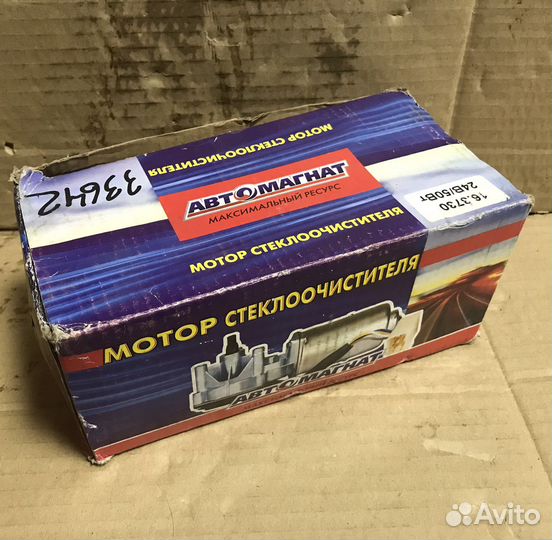 МОТОР СТЕКЛООЧИСТИТЕЛЯ
33642
АВТОМАГНАТ
МАКСИМАЛЬНЫЙ РЕСУРС
16.3730
24В/50Вт
МОТОР СТЕКЛООЧИСТИТЕЛЯ
МОТОР СТЕКЛООЧИСТИТЕЛЯ
АВТОМАГНАТ
Avito